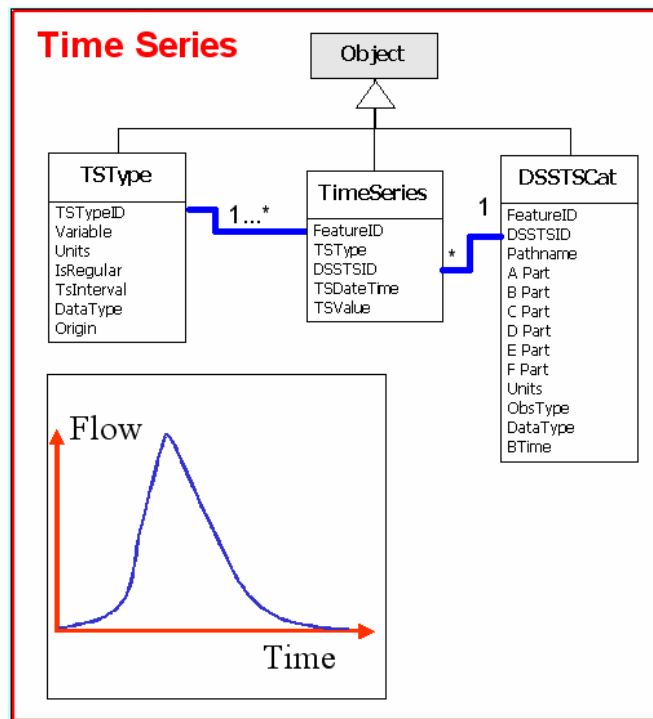 Time Series
Object
TSType
TSTypeID
Variable
Units
IsRegular
TsInterval
DataType
Origin
1...*
TimeSeries
FeatureID
TSType
DSSTSID
TSDateTime
TSValue
*
1
DSSTSCat
FeatureID
DSSTSID
Pathname
A Part
B Part
C Part
D Part
E Part
F Part
Units
ObsType
DataType
BTime
Flow
Time